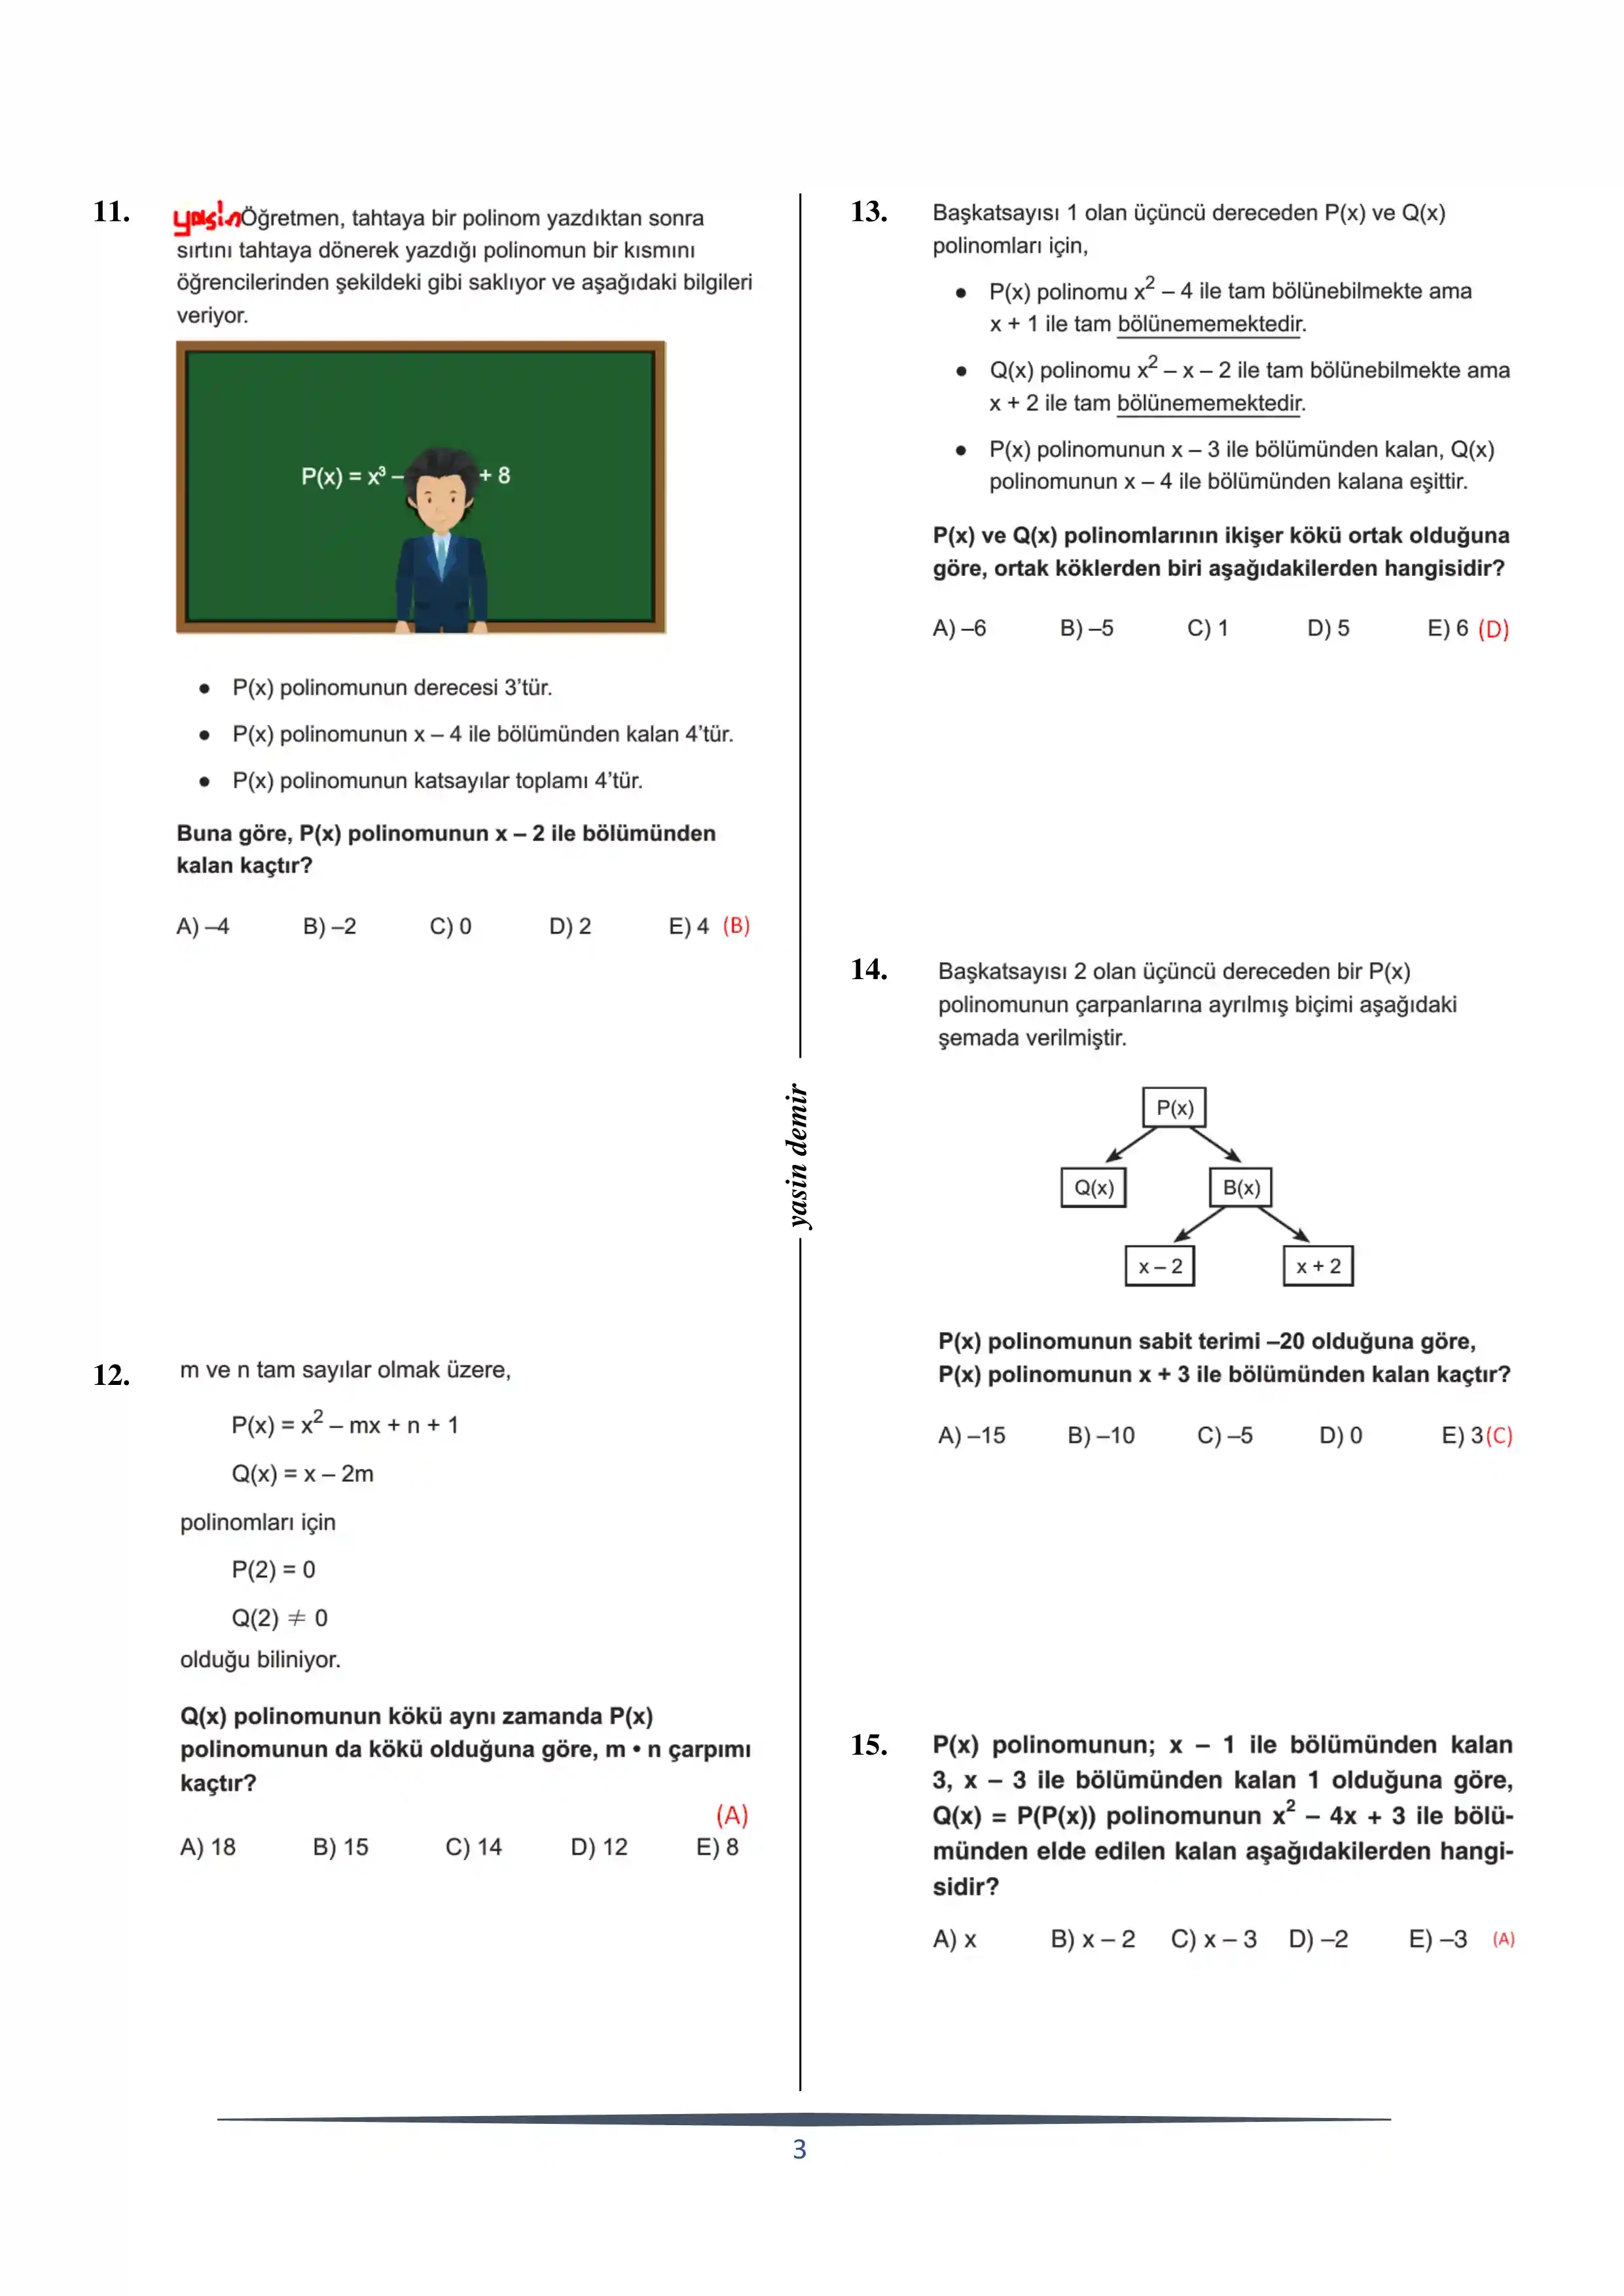 11.
yasin Öğretmen, tahtaya bir polinom yazdıktan sonra
sırtını tahtaya dönerek yazdığı polinomun bir kısmını
öğrencilerinden şekildeki gibi saklıyor ve aşağıdaki bilgileri
veriyor.
P(x) = x³ –  + 8
● P(x) polinomunun derecesi 3’tür.
● P(x) polinomunun x – 4 ile bölümünden kalan 4’tür.
● P(x) polinomunun katsayılar toplamı 4’tür.
Buna göre, P(x) polinomunun x – 2 ile bölümünden
kalan kaçtır?
A) –4 B) –2 C) 0 D) 2 E) 4 (B)
12.
m ve n tam sayılar olmak üzere,
P(x) = x² – mx + n + 1
Q(x) = x – 2m
polinomları için
P(2) = 0
Q(2) ≠ 0
olduğu biliniyor.
Q(x) polinomunun kökü aynı zamanda P(x)
polinomunun da kökü olduğuna göre, m • n çarpımı
kaçtır?
(A)
A) 18 B) 15 C) 14 D) 12 E) 8
yasin demir
13.
Başkatsayısı 1 olan üçüncü dereceden P(x) ve Q(x)
polinomları için,
● P(x) polinomu x² – 4 ile tam bölünebilmekte ama
x + 1 ile tam bölünememektedir.
● Q(x) polinomu x² – x – 2 ile tam bölünebilmekte ama
x + 2 ile tam bölünememektedir.
● P(x) polinomunun x – 3 ile bölümünden kalan, Q(x)
polinomunun x – 4 ile bölümünden kalana eşittir.
P(x) ve Q(x) polinomlarının ikişer kökü ortak olduğuna
göre, ortak köklerden biri aşağıdakilerden hangisidir?
A) –6 B) –5 C) 1 D) 5 E) 6 (D)
14.
Başkatsayısı 2 olan üçüncü dereceden bir P(x)
polinomunun çarpanlarına ayrılmış biçimi aşağıdaki
şemada verilmiştir.
P(x)
Q(x) B(x)
x – 2 x + 2
P(x) polinomunun sabit terimi –20 olduğuna göre,
P(x) polinomunun x + 3 ile bölümünden kalan kaçtır?
A) –15 B) –10 C) –5 D) 0 E) 3 (C)
15.
P(x) polinomunun; x – 1 ile bölümünden kalan
3, x – 3 ile bölümünden kalan 1 olduğuna göre,
Q(x) = P(P(x)) polinomunun x² – 4x + 3 ile bölü-
münden elde edilen kalan aşağıdakilerden hangi-
sidir?
A) x B) x – 2 C) x – 3 D) –2 E) –3 (A)
3